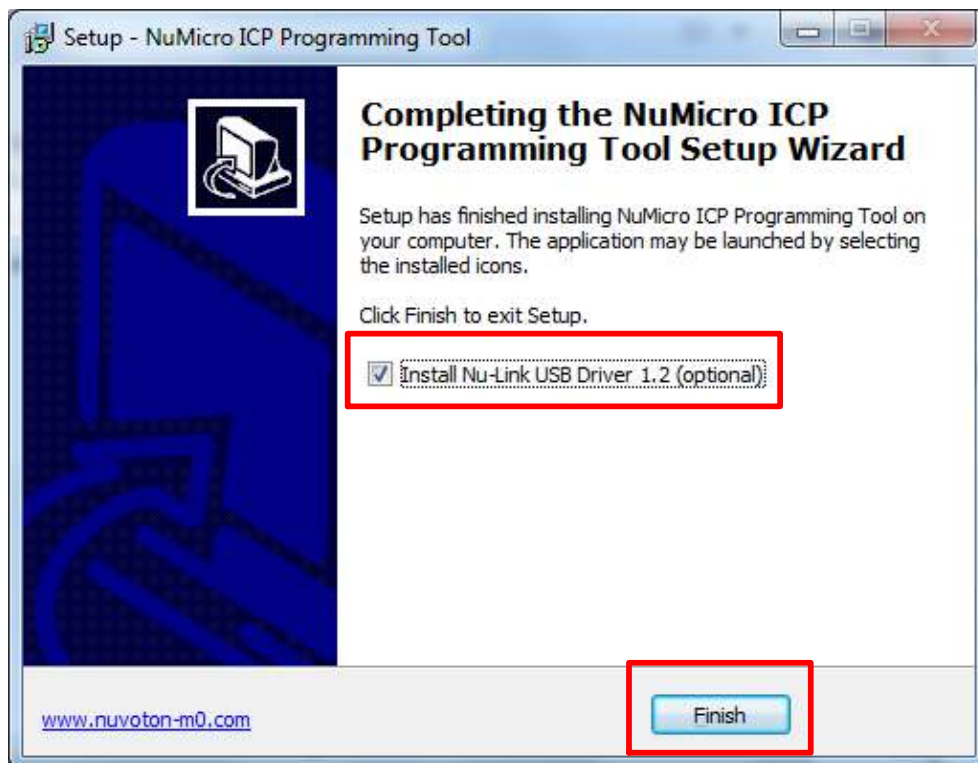 Setup - NuMicro ICP Programming Tool
Completing the NuMicro ICP
Programming Tool Setup Wizard
Setup has finished installing NuMicro ICP Programming Tool on
your computer. The application may be launched by selecting
the installed icons.
Click Finish to exit Setup.
Install Nu-Link USB Driver 1.2 (optional)
www.nuvoton-m0.com
Finish